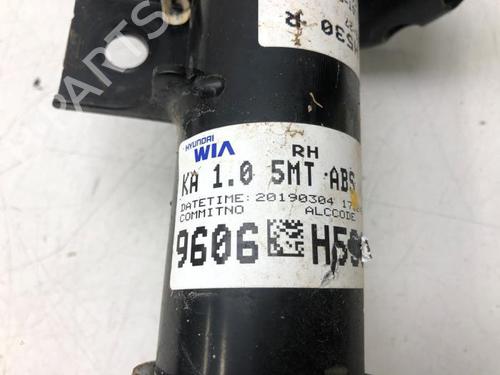 HYUNDAI
WIA
RH
KA 1.0 5MT ABS
DATETIME: 20190304
COMMITNO ALCCODE
9606
PARTS